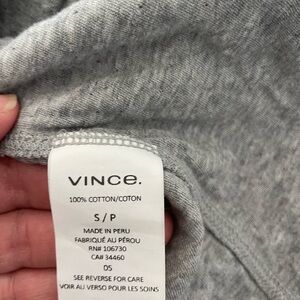 VINCE.
100% COTTON/COTON
S / P
MADE IN PERU
FABRIQUÉ AU PÉROU
RN# 106730
CA# 34460
05
SEE REVERSE FOR CARE
VOIR AU VERSO POUR LES SOINS